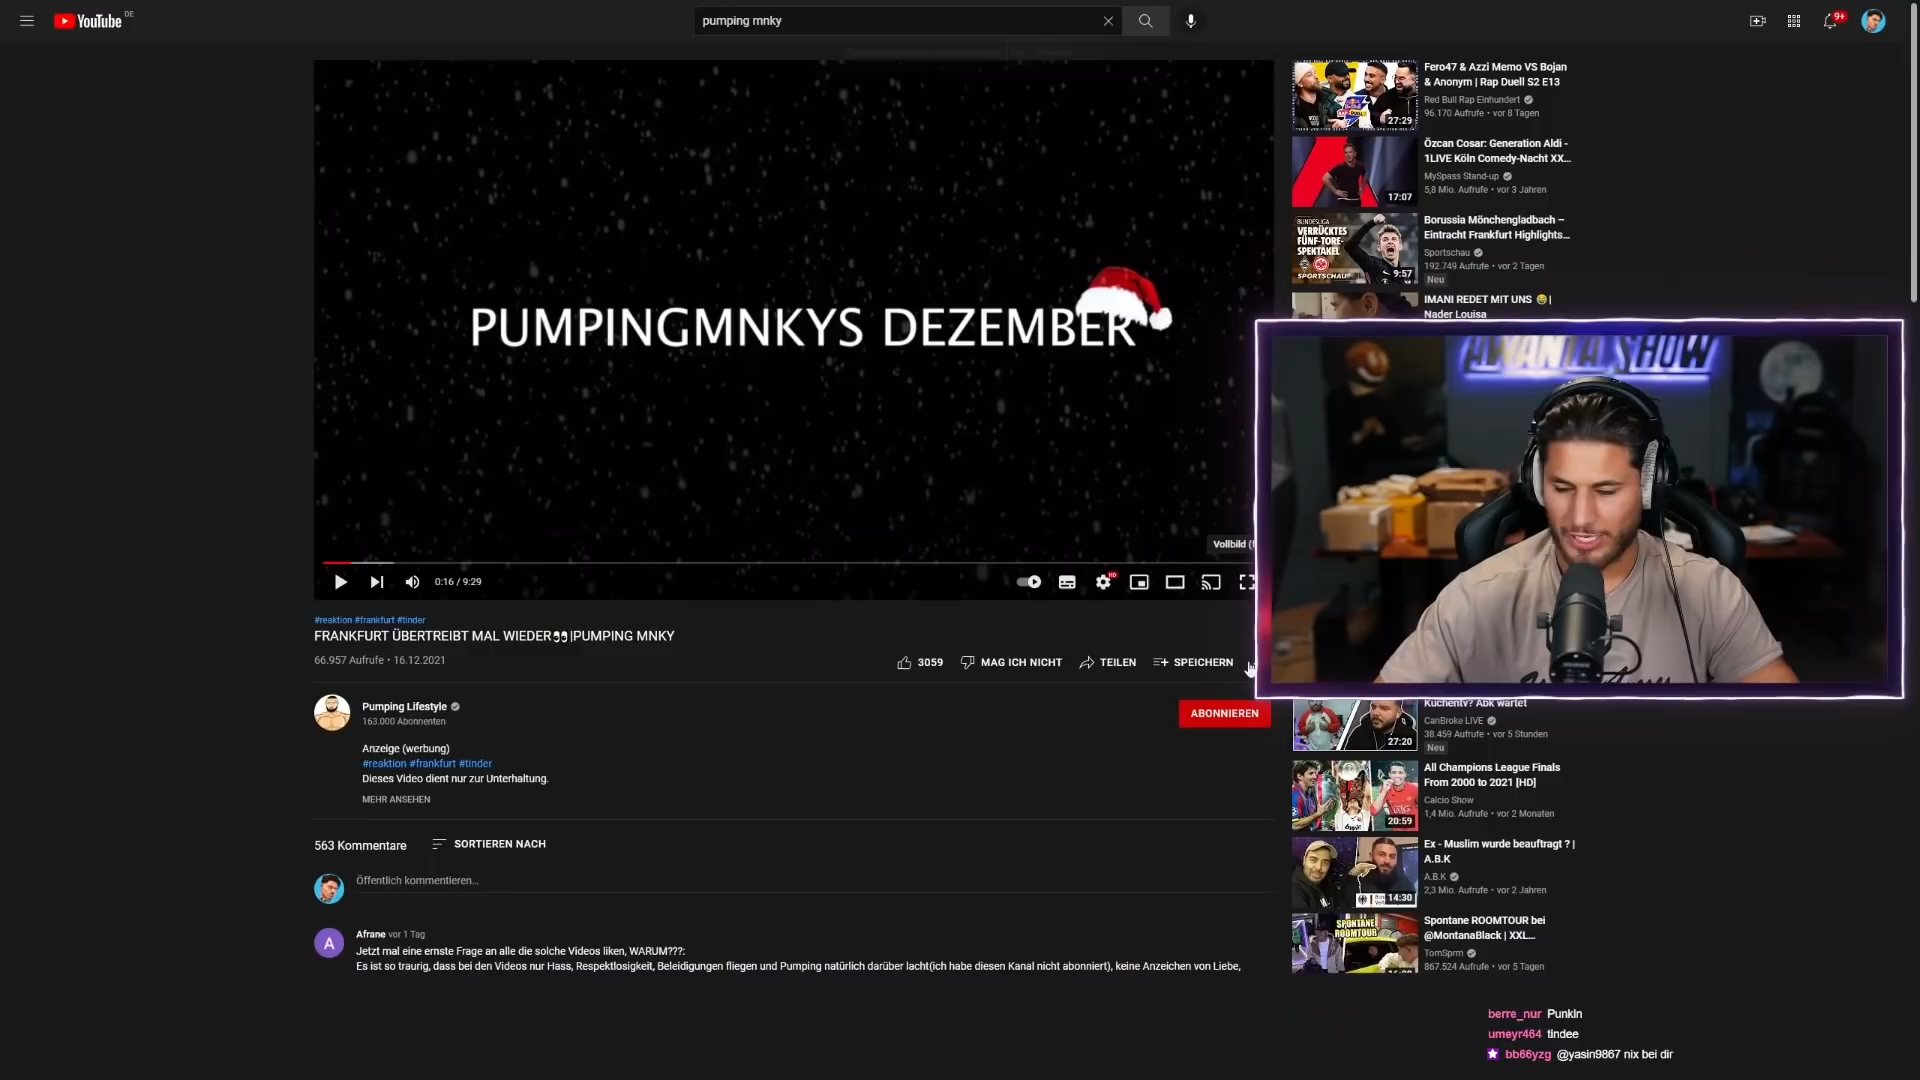 YouTube DE
pumping mnky
9+
PUMPINGMNKYS DEZEMBER
Vollbild (f
0:16 / 9:29
HD
#reaktion #frankfurt #tinder
FRANKFURT ÜBERTREIBT MAL WIEDER👀|PUMPING MNKY
66.957 Aufrufe • 16.12.2021
3059
MAG ICH NICHT
TEILEN
SPEICHERN
Pumping Lifestyle
163.000 Abonnenten
ABONNIEREN
Anzeige (werbung)
#reaktion #frankfurt #tinder
Dieses Video dient nur zur Unterhaltung.
MEHR ANSEHEN
563 Kommentare
SORTIEREN NACH
Öffentlich kommentieren...
A
Afrane vor 1 Tag
Jetzt mal eine ernste Frage an alle die solche Videos liken, WARUM???:
Es ist so traurig, dass bei den Videos nur Hass, Respektlosigkeit, Beleidigungen fliegen und Pumping natürlich darüber lacht(ich habe diesen Kanal nicht abonniert), keine Anzeichen von Liebe,
27:29
Fero47 & Azzi Memo VS Bojan
& Anonym | Rap Duell S2 E13
Red Bull Rap Einhundert
96.170 Aufrufe • vor 8 Tagen
17:07
Özcan Cosar: Generation Aldi -
1LIVE Köln Comedy-Nacht XX...
MySpass Stand-up
5,8 Mio. Aufrufe • vor 3 Jahren
BUNDESLIGA
VERRÜCKTES
FÜNF-TORE-
SPEKTAKEL
SPORTSCHAU
9:57
Borussia Mönchengladbach –
Eintracht Frankfurt Highlights...
Sportschau
192.749 Aufrufe • vor 2 Tagen
Neu
IMANI REDET MIT UNS 😂 |
Nader Louisa
AWANTA SHOW
27:20
Kuchentv? Abk wartet
CanBroke LIVE
38.459 Aufrufe • vor 5 Stunden
Neu
20:59
All Champions League Finals
From 2000 to 2021 [HD]
Calcio Show
1,4 Mio. Aufrufe • vor 2 Monaten
14:30
Ex - Muslim wurde beauftragt ? |
A.B.K
A.B.K
2,3 Mio. Aufrufe • vor 2 Jahren
SPONTANE
ROOMTOUR
Spontane ROOMTOUR bei
@MontanaBlack | XXL...
TomSprm
867.524 Aufrufe • vor 5 Tagen
berre_nur Punkln
umeyr464 tindee
bb66yzg @yasin9867 nix bei dir